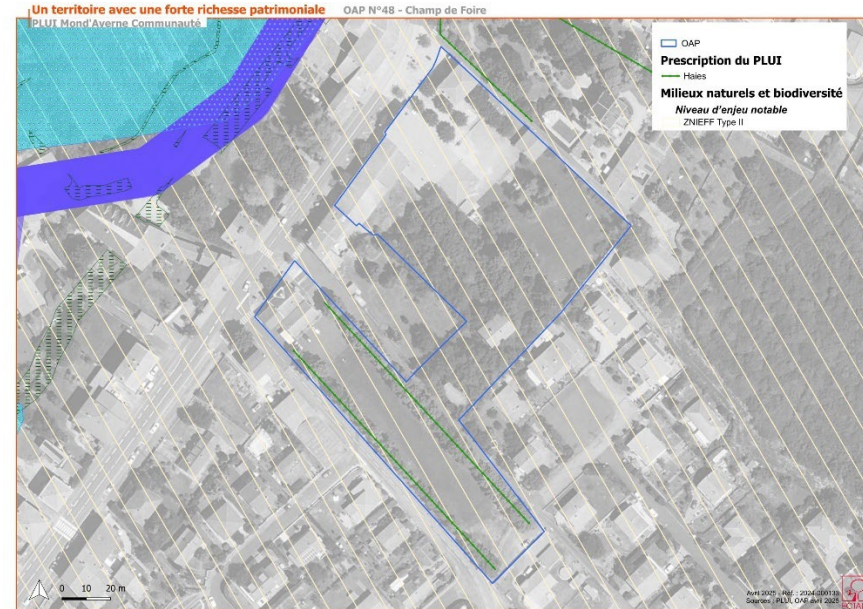 Un territoire avec une forte richesse patrimoniale OAP N°48 - Champ de Foire
PLUI Mond'Averne Communauté
OAP
Prescription du PLUI
Haies
Milieux naturels et biodiversité
Niveau d'enjeu notable
ZNIEFF Type II
0 10 20 m
Avril 2025 - Réf. : 2024-000133
Sources : PLUI, OAP avril 2025